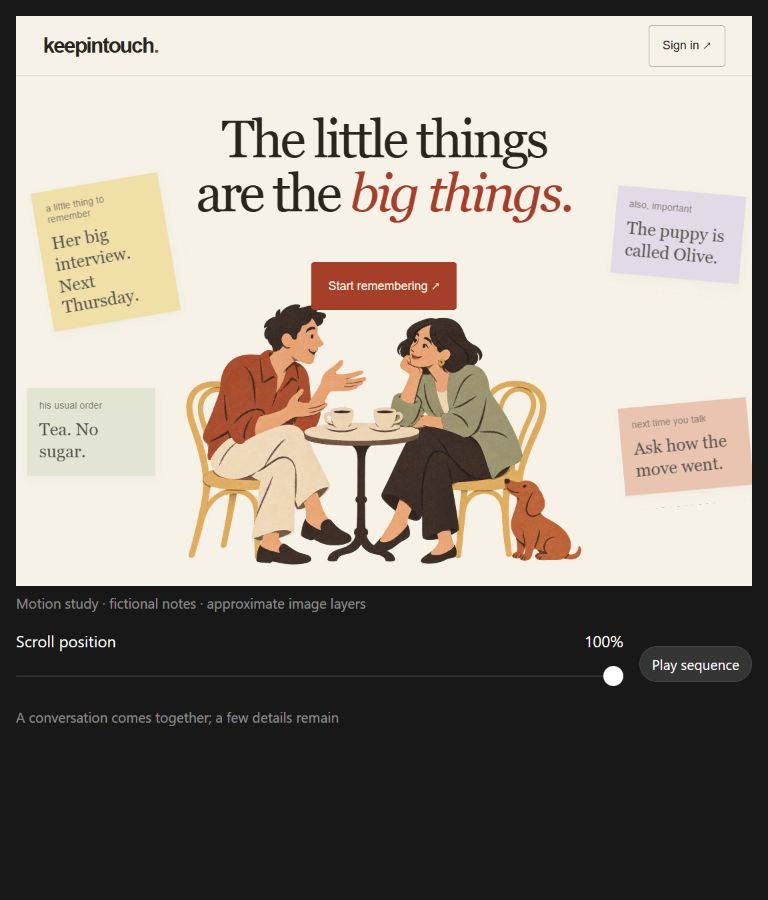 keepintouch.
Sign in ↗
The little things
are the big things.
a little thing to
remember
Her big
interview.
Next
Thursday.
also, important
The puppy is
called Olive.
Start remembering ↗
his usual order
Tea. No
sugar.
next time you talk
Ask how the
move went.
Motion study · fictional notes · approximate image layers
Scroll position
100%
Play sequence
A conversation comes together; a few details remain